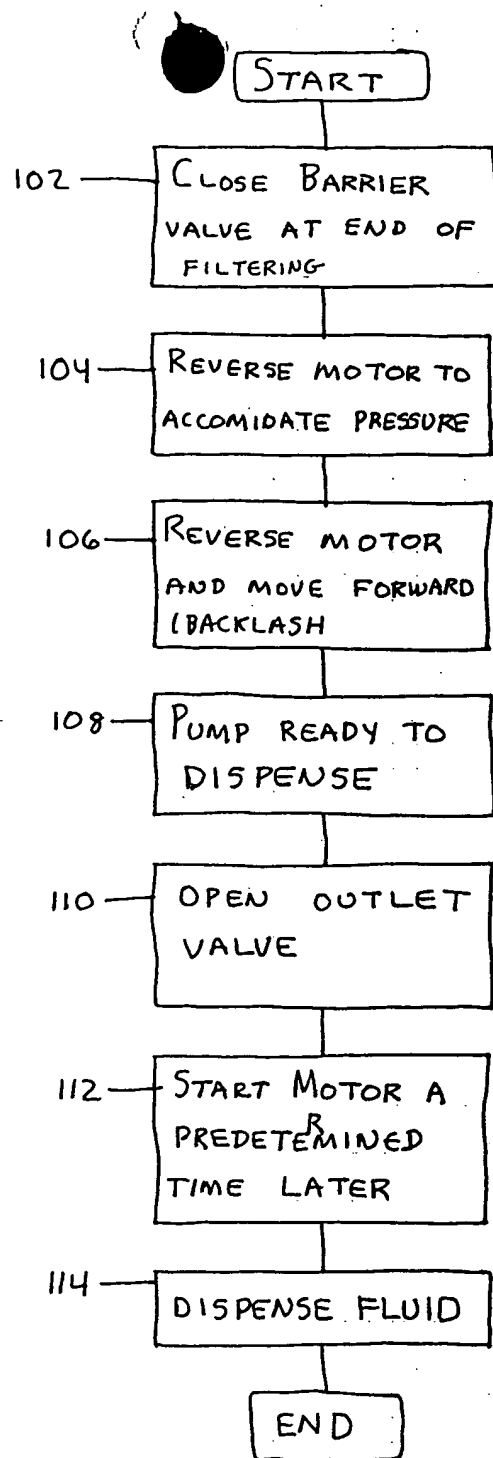 START
102
CLOSE BARRIER
VALVE AT END OF
FILTERING
104
REVERSE MOTOR TO
ACCOMIDATE PRESSURE
106
REVERSE MOTOR
AND MOVE FORWARD
(BACKLASH
108
PUMP READY TO
DISPENSE
110
OPEN OUTLET
VALVE
112
START MOTOR A
PREDETERMINED
TIME LATER
114
DISPENSE FLUID
END